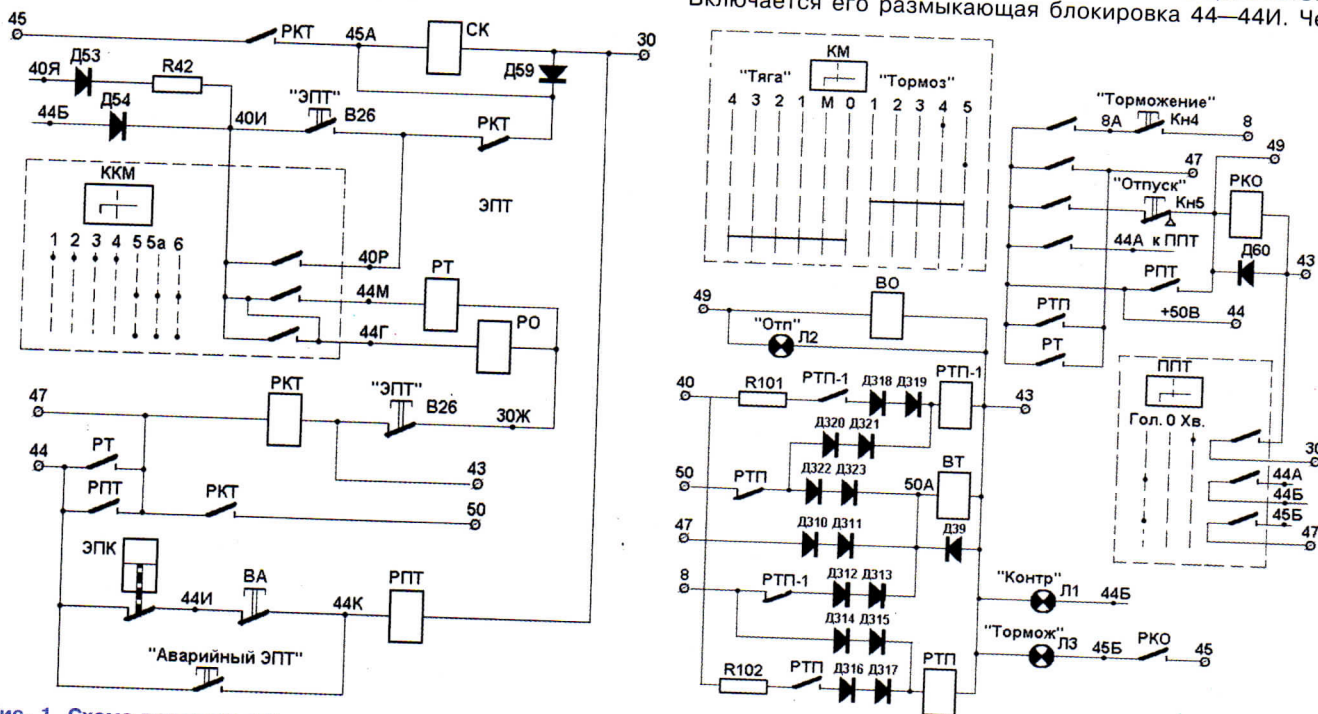 Включается его размыкающая блокировка 44—44И. Че
45
РКТ
45А
СК
30
Д53
R42
Д59
40Я
Д54
44Б
40И
"ЭПТ"
В26
РКТ
ККМ
1 2 3 4 5 5а 6
ЭПТ
40Р
44М
РТ
44Г
РО
47
РКТ
"ЭПТ"
В26
30Ж
44
РТ
43
РПТ
РКТ
50
ЭПК
44И
ВА
44К
РПТ
"Аварийный ЭПТ"
КМ
"Тяга"
"Тормоз"
4 3 2 1 М 0 1 2 3 4 5
"Торможение"
8А
Кн4
8
49
47
"Отпуск"
Кн5
РКО
44А
к ППТ
Д60
43
РПТ
РТП
+50В
44
РТ
49
ВО
"Отп"
Л2
40
R101
РТП-1
Д318
Д319
РТП-1
43
Д320
Д321
50
РТП
Д322
Д323
50А
ВТ
47
Д310
Д311
Д39
8
РТП-1
Д312
Д313
Д314
Д315
R102
РТП
Д316
Д317
РТП
ППТ
Гол. 0 Хв.
30
44А
44Б
45Б
47
"Контр"
Л1
44Б
"Тормож"
Л3
45Б
РКО
45